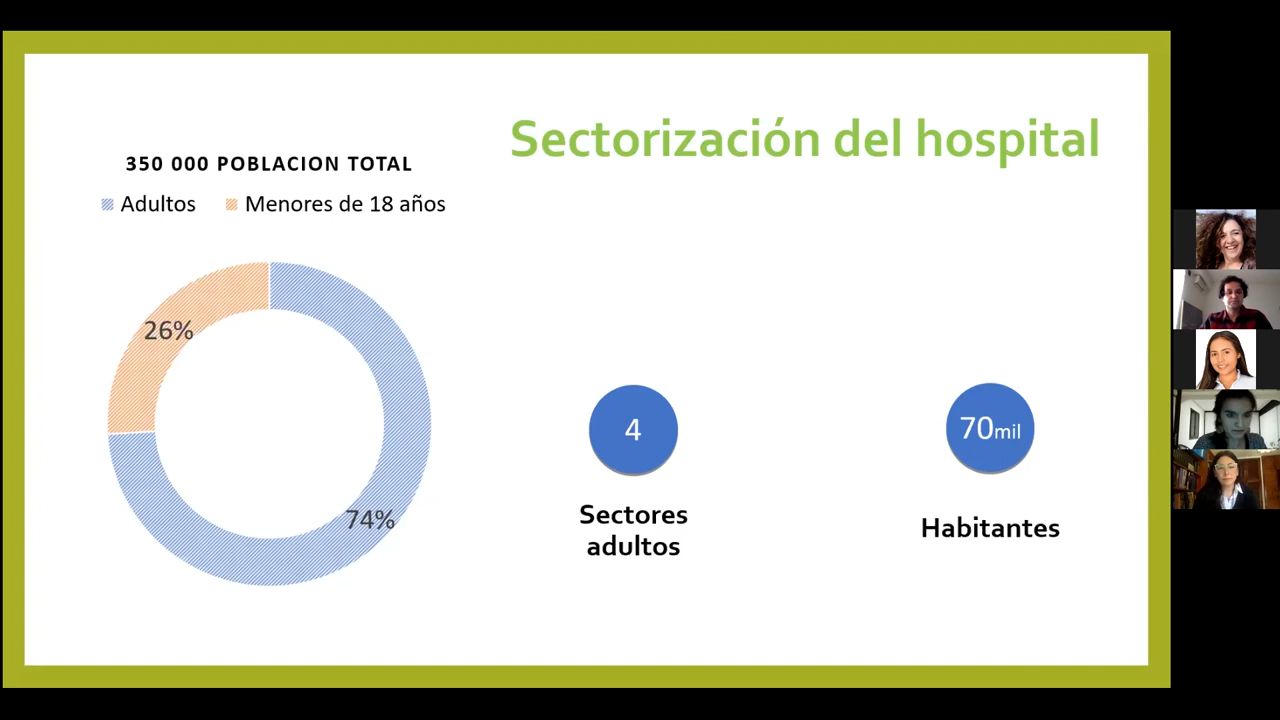 Sectorización del hospital
350 000 POBLACION TOTAL
Adultos
Menores de 18 años
26%
74%
4
Sectores
adultos
70mil
Habitantes